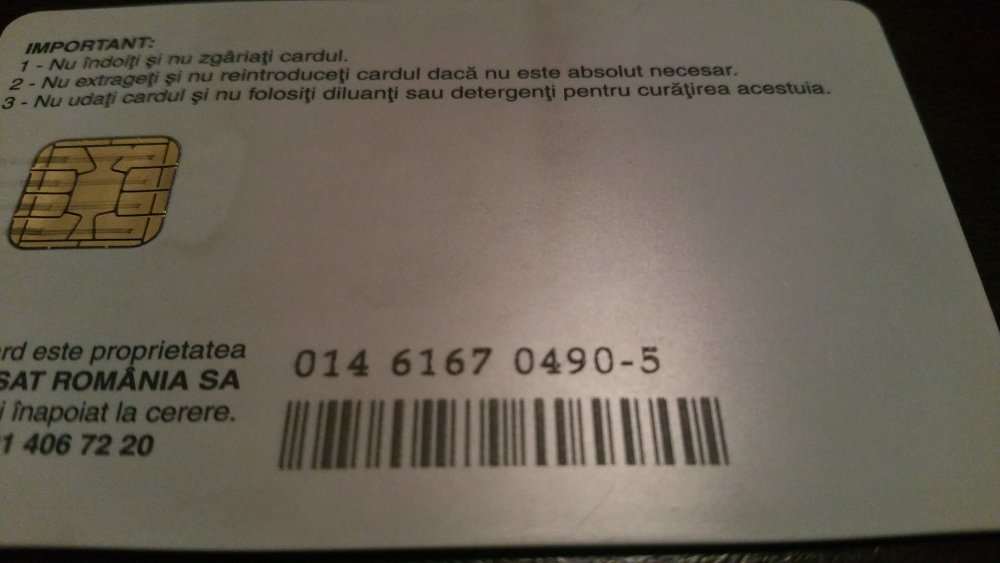 IMPORTANT:
1 - Nu îndoiţi şi nu zgâriaţi cardul.
2 - Nu extrageţi şi nu reintroduceţi cardul dacă nu este absolut necesar.
3 - Nu udaţi cardul şi nu folosiţi diluanţi sau detergenţi pentru curăţirea acestuia.
rd este proprietatea
SAT ROMÂNIA SA
i înapoiat la cerere.
1 406 72 20
014 6167 0490-5